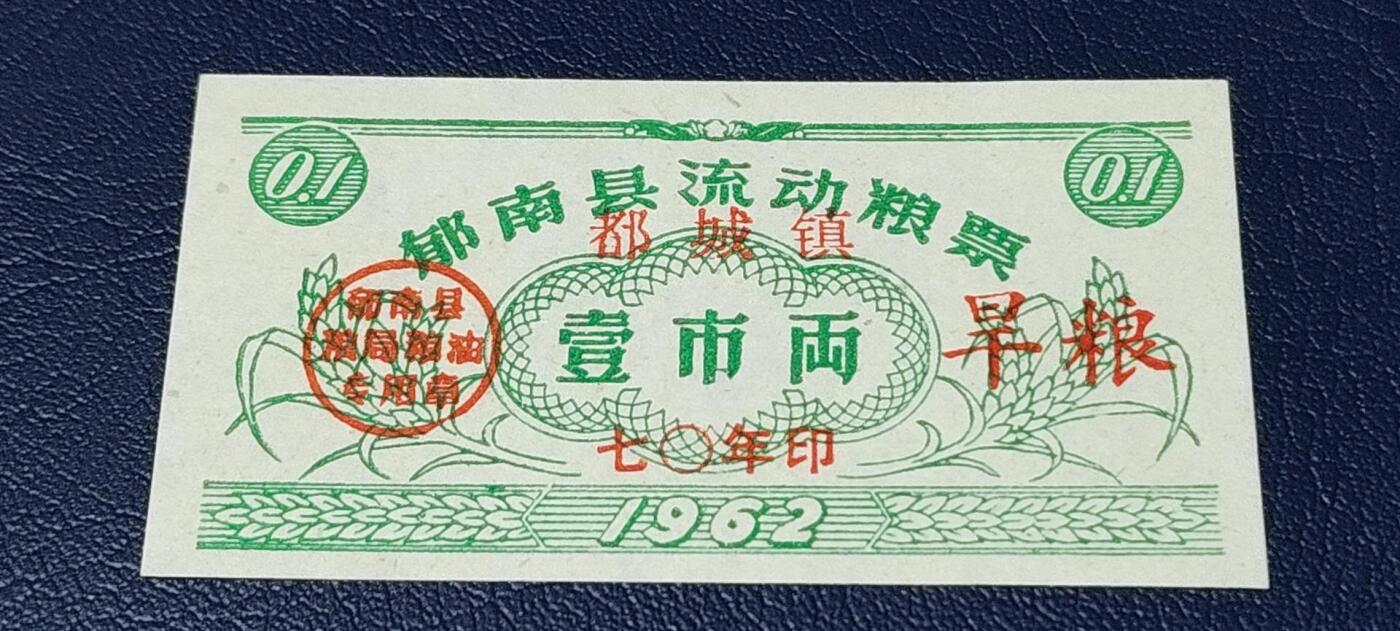 0.1 0.1
郁南县流动粮票
都城镇
壹市両
旱粮
郁南县
粮局粮油
专用章
七〇年印
1962